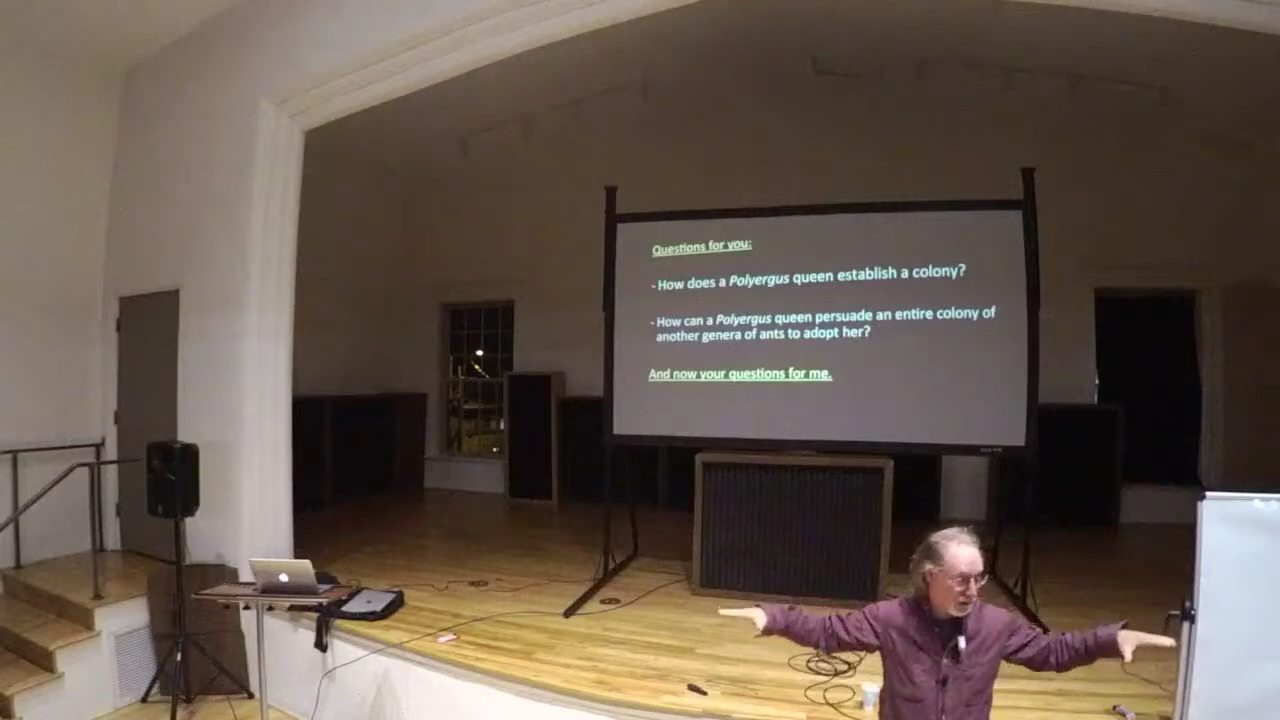 Questions for you:
- How does a Polyergus queen establish a colony?
- How can a Polyergus queen persuade an entire colony of
another genera of ants to adopt her?
And now your questions for me.